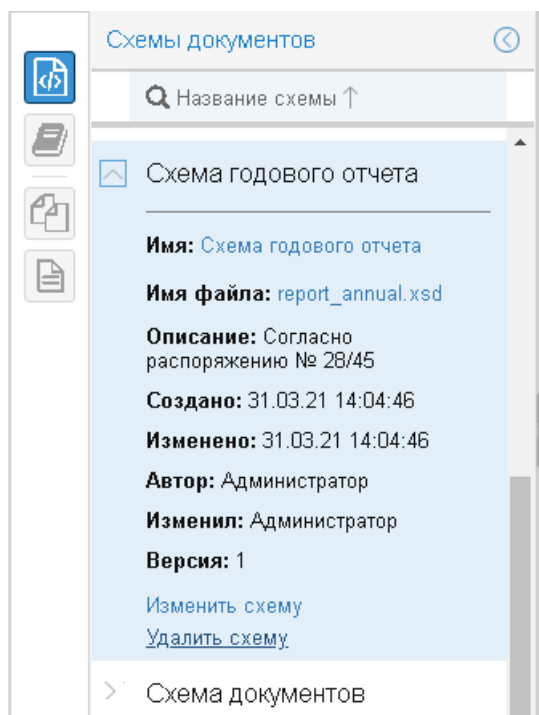 Схемы документов
Название схемы
Схема годового отчета
Имя: Схема годового отчета
Имя файла: report_annual.xsd
Описание: Согласно
распоряжению № 28/45
Создано: 31.03.21 14:04:46
Изменено: 31.03.21 14:04:46
Автор: Администратор
Изменил: Администратор
Версия: 1
Изменить схему
Удалить схему
Схема документов